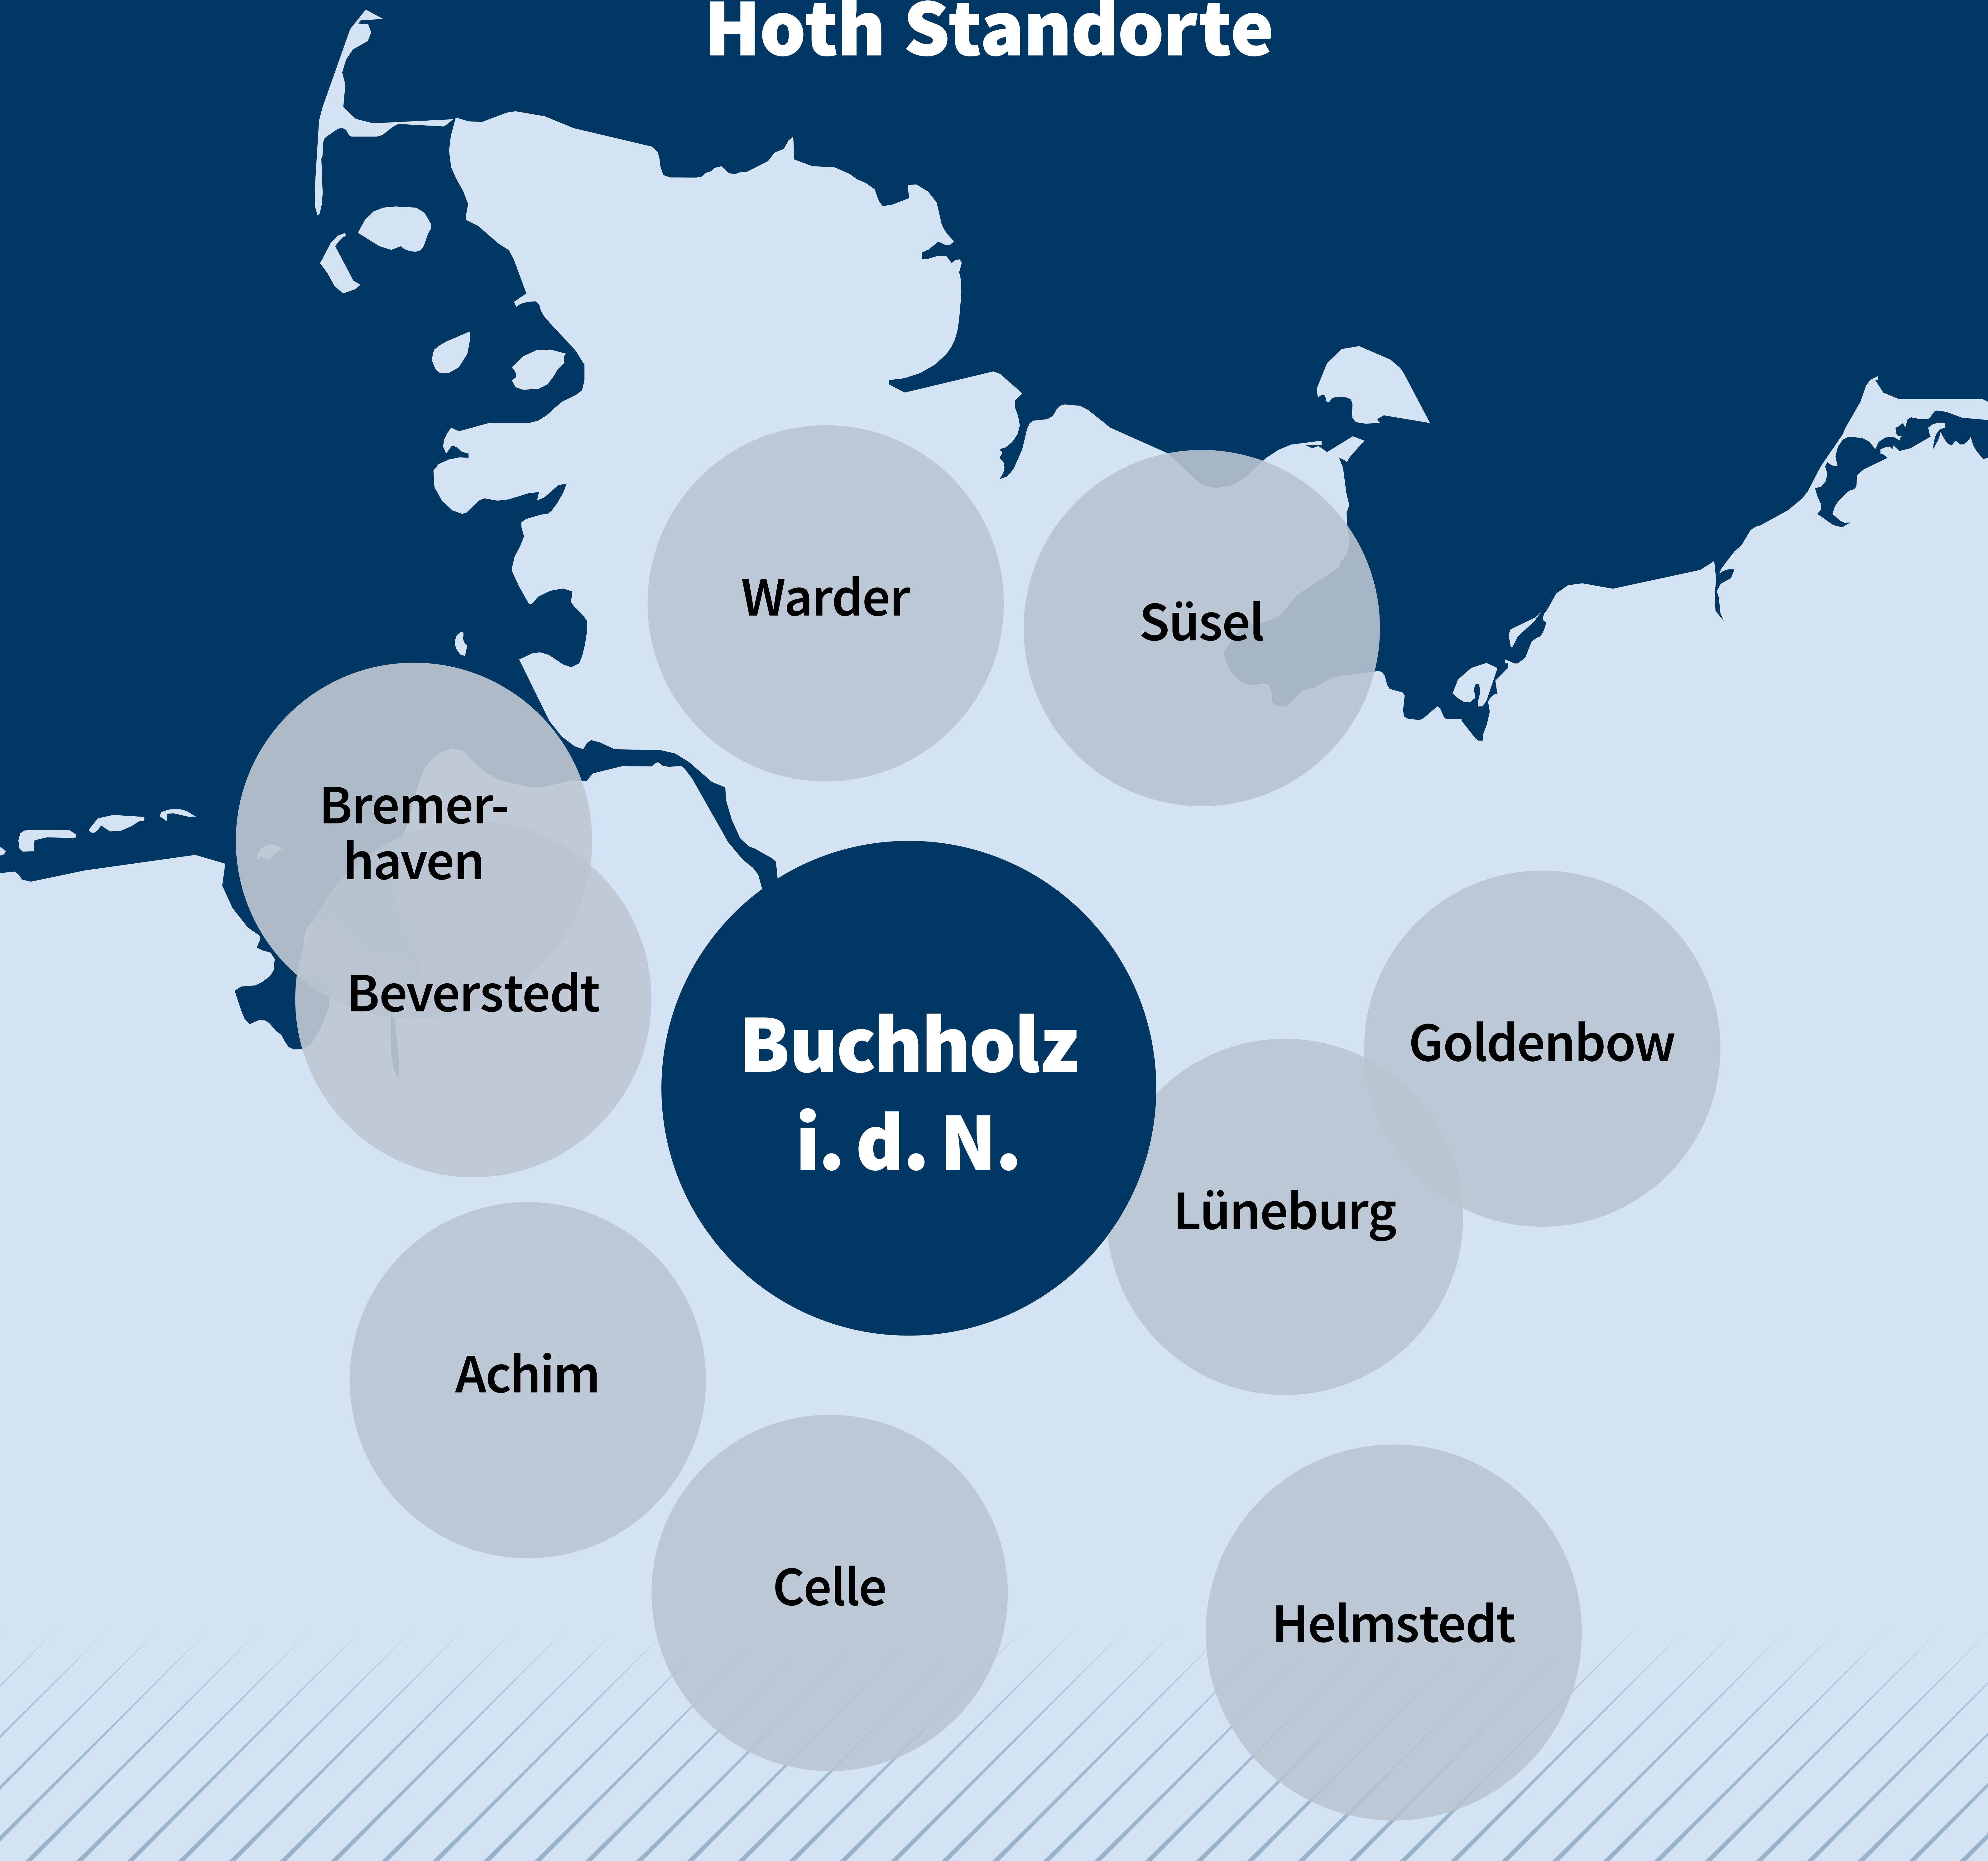 Hoth Standorte
Warder
Süsel
Bremer-
haven
Beverstedt
Buchholz
i. d. N.
Goldenbow
Lüneburg
Achim
Celle
Helmstedt